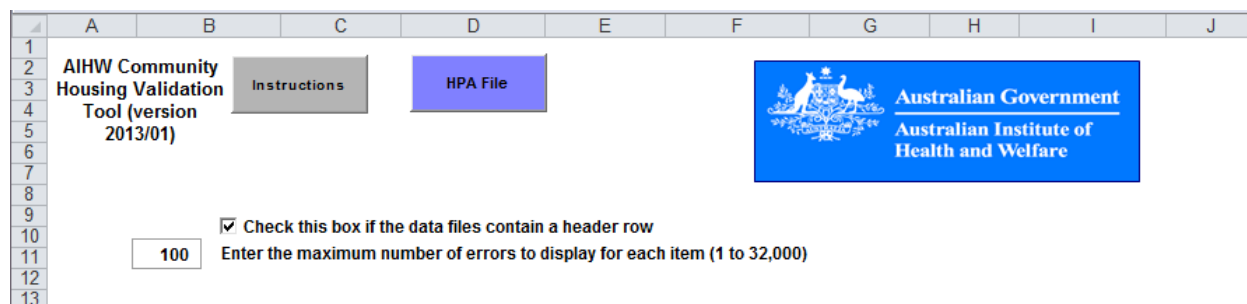 A B C D E F G H I J
1
2
3
4
5
6
7
8
9
10
11
12
13
AIHW Community
Housing Validation
Tool (version
2013/01)
Instructions
HPA File
Australian Government
Australian Institute of
Health and Welfare
Check this box if the data files contain a header row
100 Enter the maximum number of errors to display for each item (1 to 32,000)